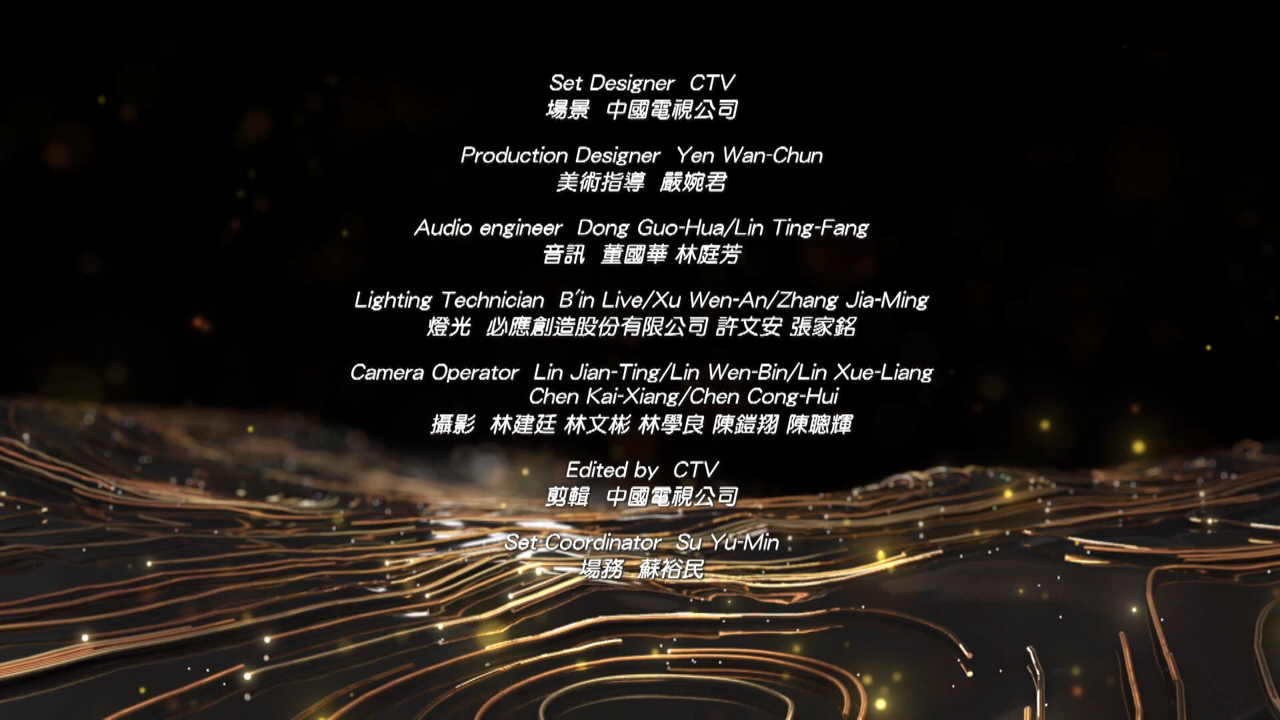 Set Designer CTV
場景 中國電視公司
Production Designer Yen Wan-Chun
美術指導 嚴婉君
Audio engineer Dong Guo-Hua/Lin Ting-Fang
音訊 董國華 林庭芳
Lighting Technician B'in Live/Xu Wen-An/Zhang Jia-Ming
燈光 必應創造股份有限公司 許文安 張家銘
Camera Operator Lin Jian-Ting/Lin Wen-Bin/Lin Xue-Liang
Chen Kai-Xiang/Chen Cong-Hui
攝影 林建廷 林文彬 林學良 陳鎧翔 陳聰輝
Edited by CTV
剪輯 中國電視公司
Set Coordinator Su Yu-Min
場務 蘇裕民